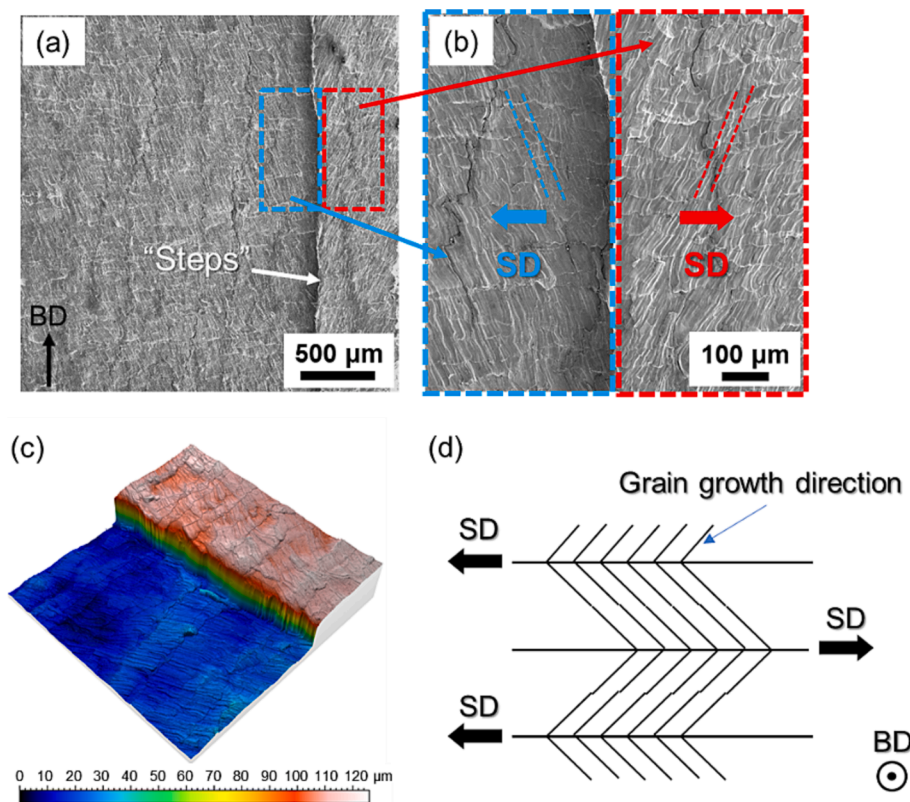 (a)
"Steps"
BD
500 μm
(b)
SD
SD
100 μm
(c)
0 10 20 30 40 50 60 70 80 90 100 110 120 μm
(d)
Grain growth direction
SD
SD
SD
BD